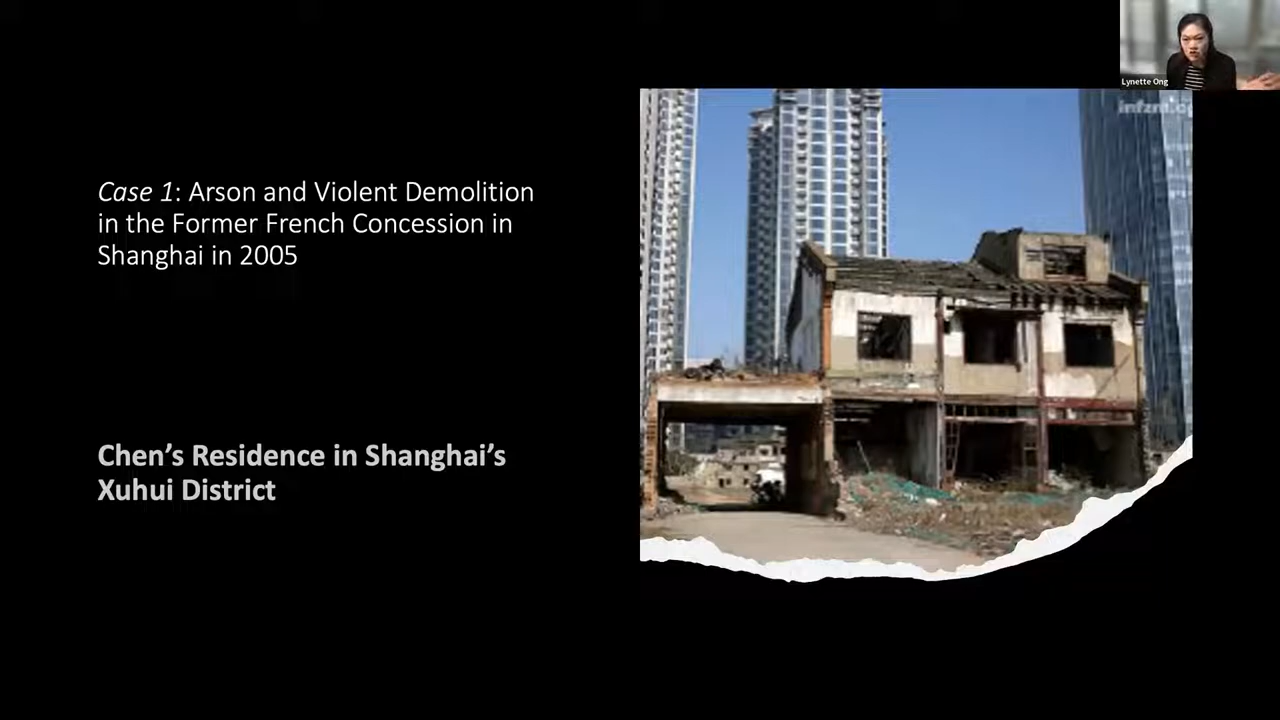 Lynette Ong
Case 1: Arson and Violent Demolition
in the Former French Concession in
Shanghai in 2005
Chen’s Residence in Shanghai’s
Xuhui District